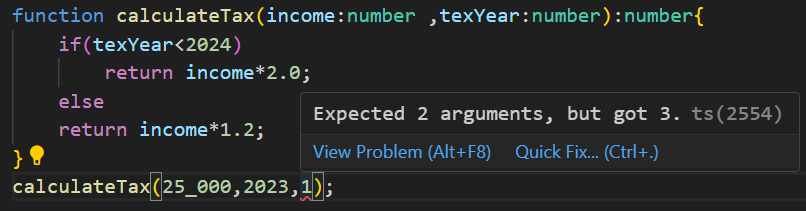 function calculateTax(income:number ,texYear:number):number{
if(texYear<2024)
return income*2.0;
else
return income*1.2;
}
calculateTax(25_000,2023,1);
Expected 2 arguments, but got 3. ts(2554)
View Problem (Alt+F8) Quick Fix... (Ctrl+.)